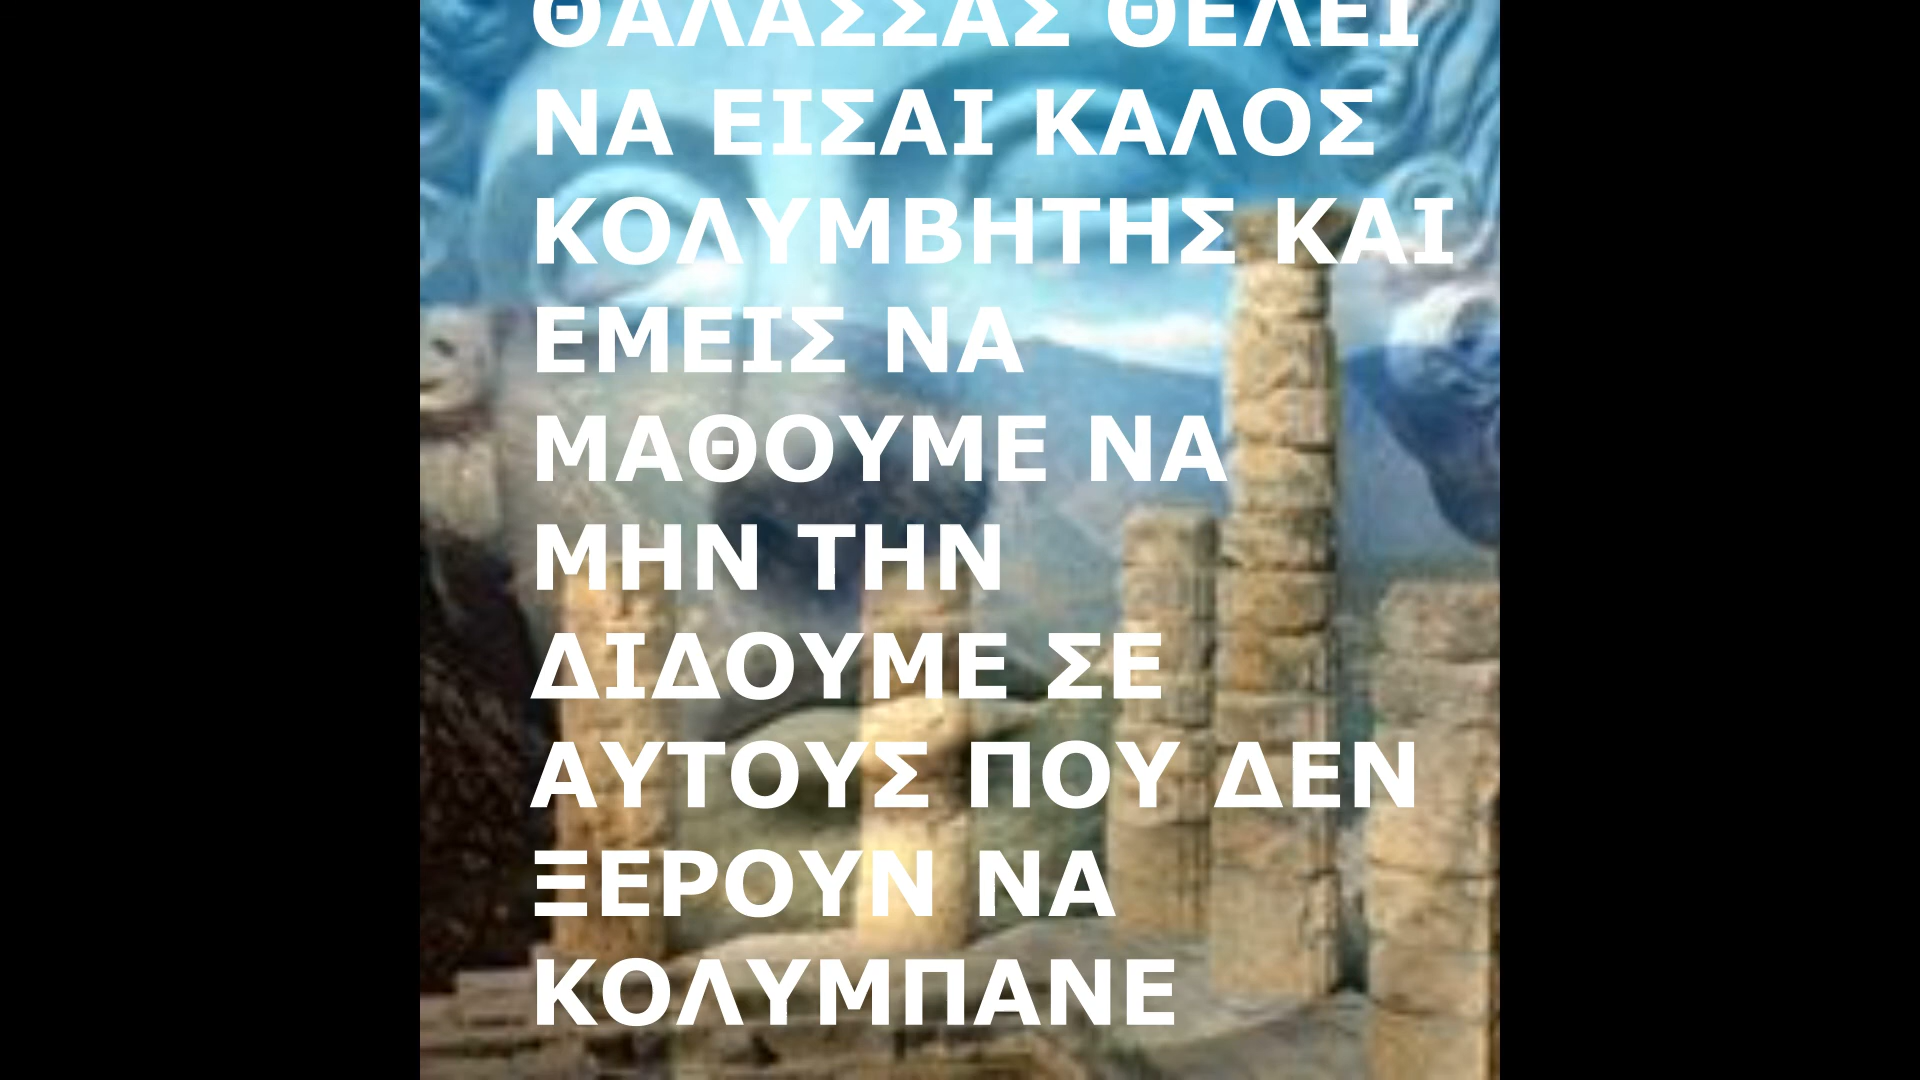 ΘΑΛΑΣΣΑΣ ΘΕΛΕΙ
ΝΑ ΕΙΣΑΙ ΚΑΛΟΣ
ΚΟΛΥΜΒΗΤΗΣ ΚΑΙ
ΕΜΕΙΣ ΝΑ
ΜΑΘΟΥΜΕ ΝΑ
ΜΗΝ ΤΗΝ
ΔΙΔΟΥΜΕ ΣΕ
ΑΥΤΟΥΣ ΠΟΥ ΔΕΝ
ΞΕΡΟΥΝ ΝΑ
ΚΟΛΥΜΠΑΝΕ